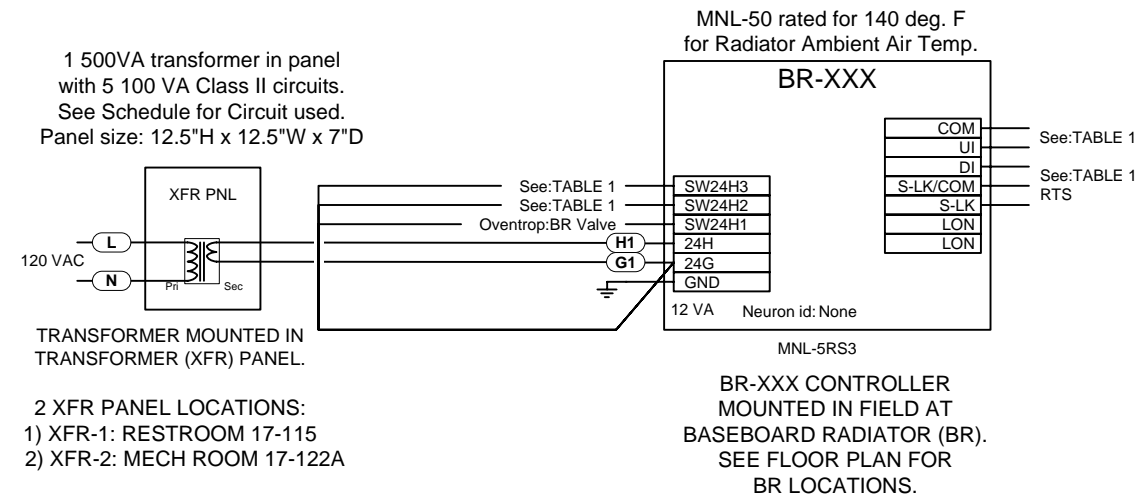 MNL-50 rated for 140 deg. F
for Radiator Ambient Air Temp.
1 500VA transformer in panel
with 5 100 VA Class II circuits.
See Schedule for Circuit used.
Panel size: 12.5"H x 12.5"W x 7"D
BR-XXX
XFR PNL
L
120 VAC
N
Pri
Sec
TRANSFORMER MOUNTED IN
TRANSFORMER (XFR) PANEL.
2 XFR PANEL LOCATIONS:
1) XFR-1: RESTROOM 17-115
2) XFR-2: MECH ROOM 17-122A
See:TABLE 1
See:TABLE 1
Oventrop:BR Valve
H1
G1
SW24H3
SW24H2
SW24H1
24H
24G
GND
12 VA
Neuron id: None
COM
UI
DI
S-LK/COM
S-LK
LON
LON
See:TABLE 1
See:TABLE 1
RTS
MNL-5RS3
BR-XXX CONTROLLER
MOUNTED IN FIELD AT
BASEBOARD RADIATOR (BR).
SEE FLOOR PLAN FOR
BR LOCATIONS.